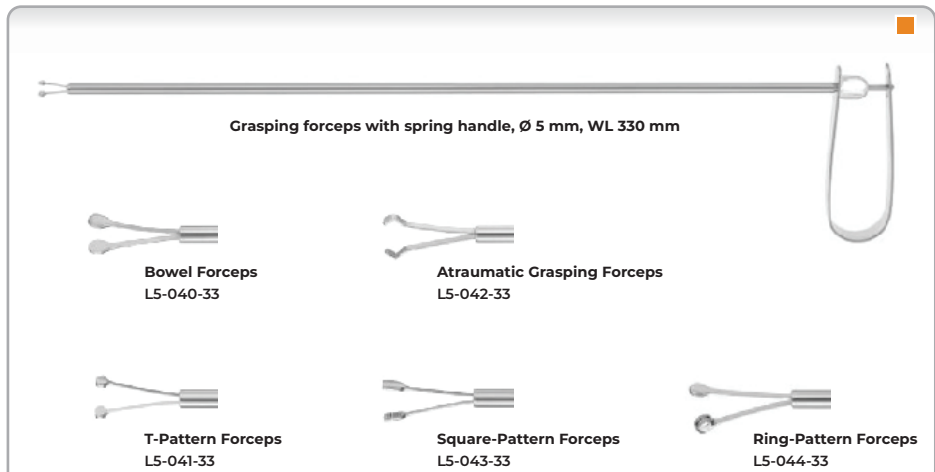 Grasping forceps with spring handle, Ø 5 mm, WL 330 mm
Bowel Forceps
L5-040-33
Atraumatic Grasping Forceps
L5-042-33
T-Pattern Forceps
L5-041-33
Square-Pattern Forceps
L5-043-33
Ring-Pattern Forceps
L5-044-33